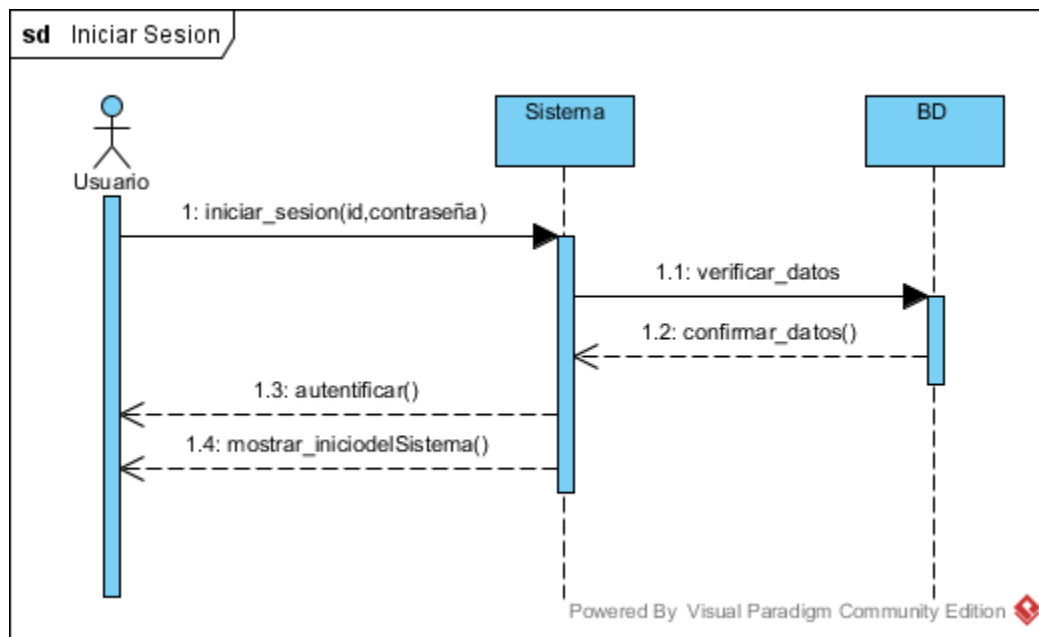 sd Iniciar Sesion
Sistema
BD
Usuario
1: iniciar_sesion(id,contraseña)
1.1: verificar_datos
1.2: confirmar_datos()
1.3: autentificar()
1.4: mostrar_iniciodelSistema()
Powered By Visual Paradigm Community Edition